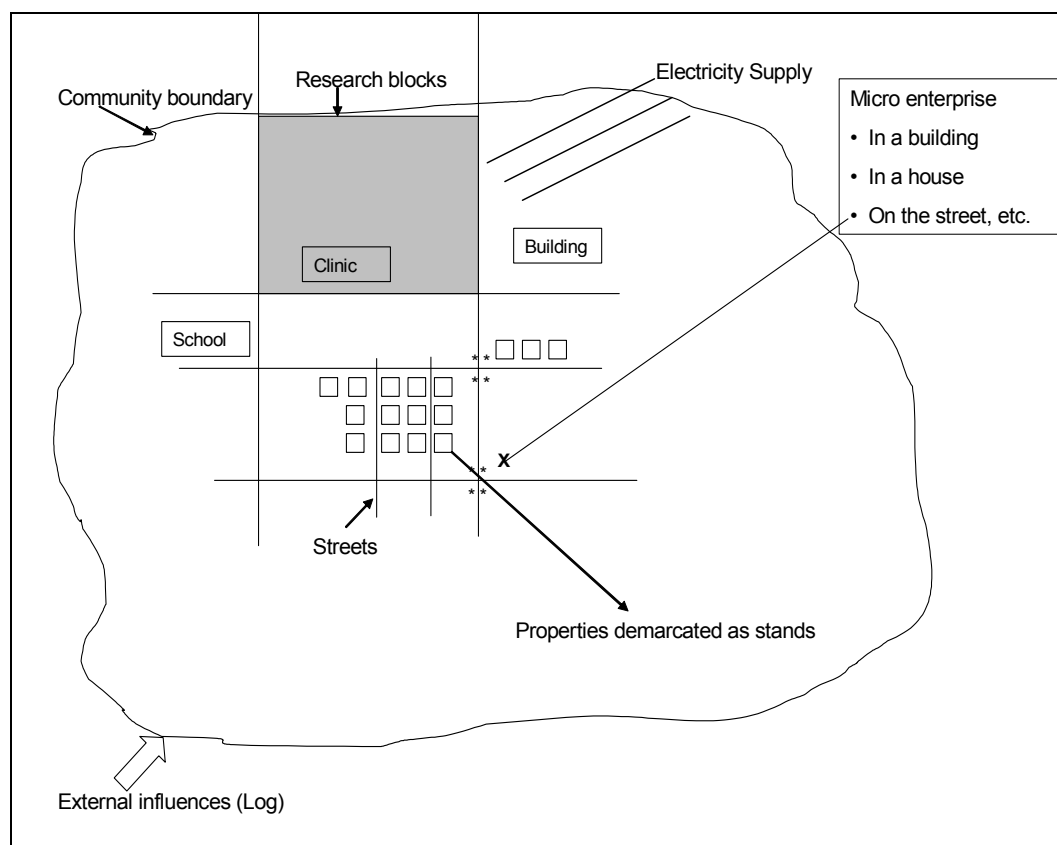 Electricity Supply
Research blocks
Community boundary
Micro enterprise
• In a building
• In a house
• On the street, etc.
Building
Clinic
School
* *
* *
X
* *
* *
Streets
Properties demarcated as stands
External influences (Log)